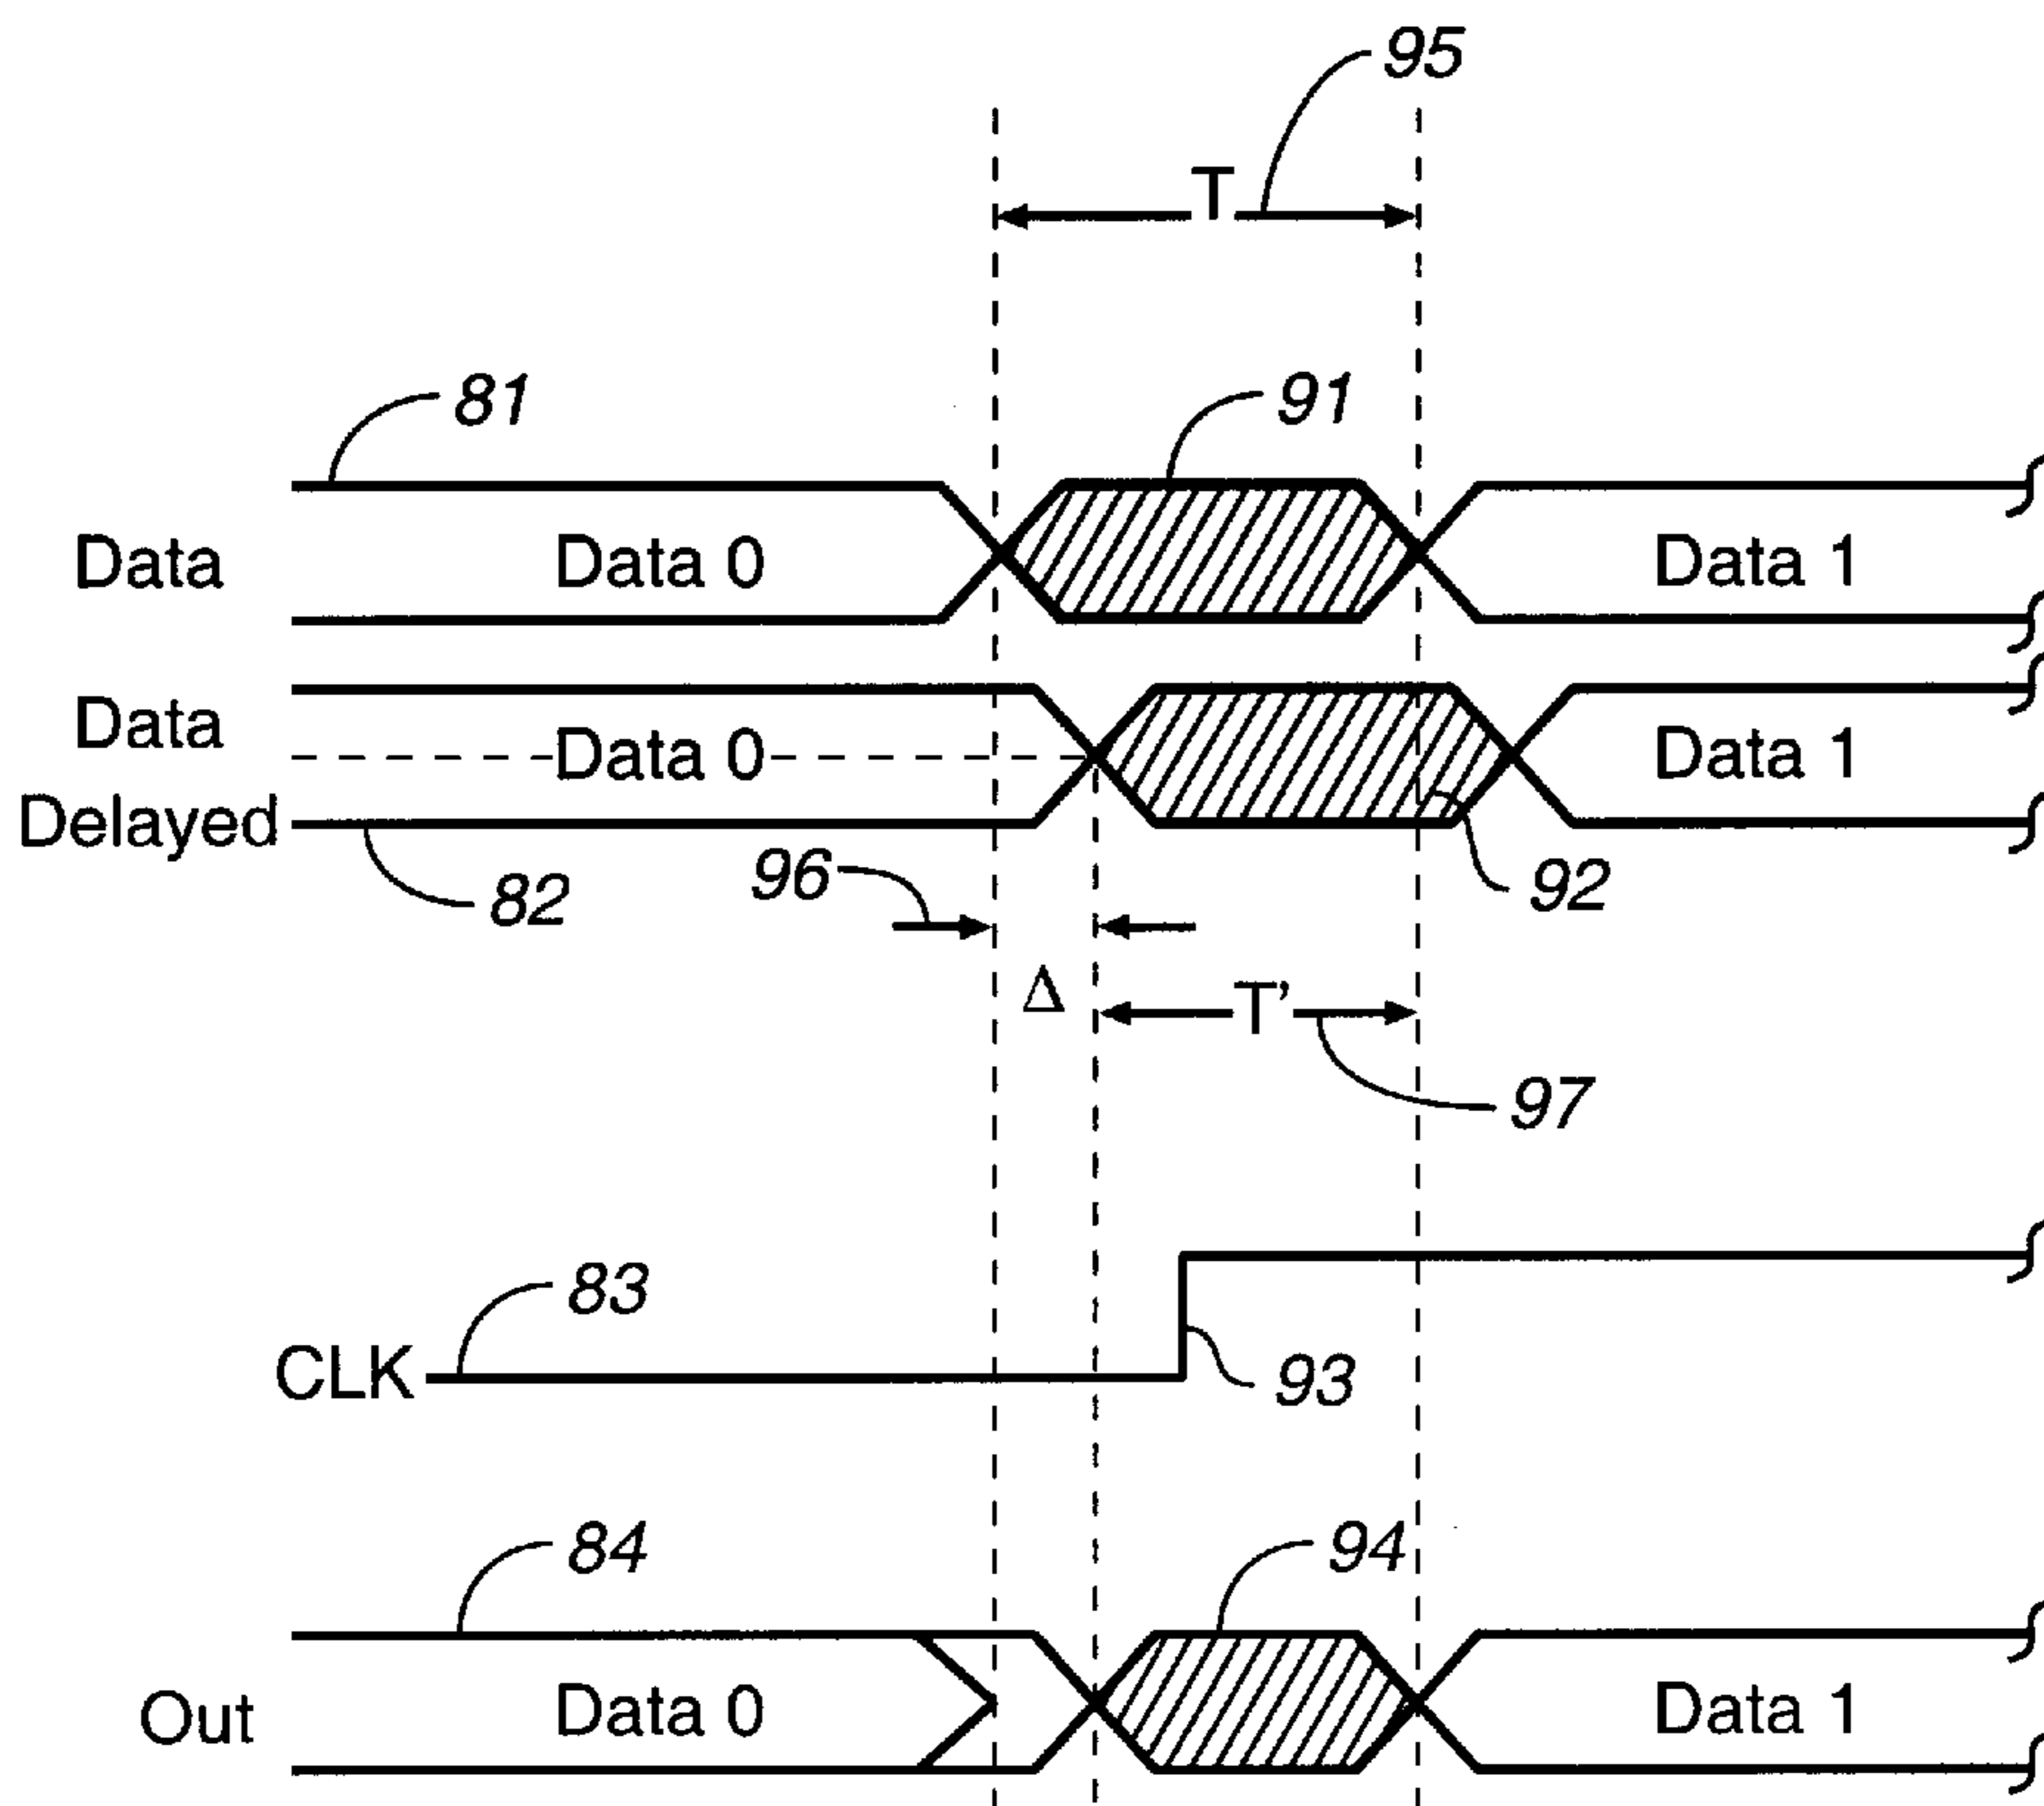 95
T
81
91
Data
Data 0
Data 1
Data
Delayed
Data 0
Data 1
82
96
92
Δ
T'
97
83
CLK
93
84
94
Out
Data 0
Data 1